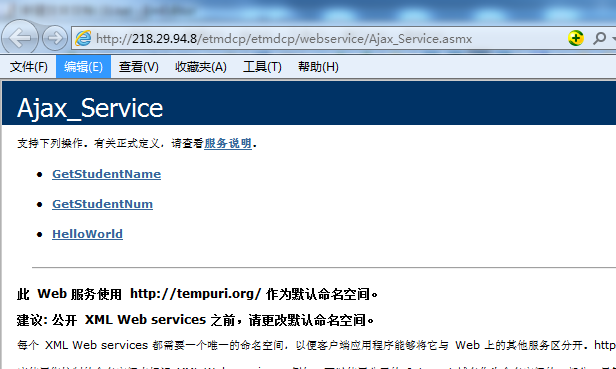 http://218.29.94.8/etmdcp/etmdcp/webservice/Ajax_Service.asmx
文件(F) 编辑(E) 查看(V) 收藏夹(A) 工具(T) 帮助(H)
Ajax_Service
支持下列操作。有关正式定义，请查看服务说明。
GetStudentName
GetStudentNum
HelloWorld
此 Web 服务使用 http://tempuri.org/ 作为默认命名空间。
建议: 公开 XML Web services 之前，请更改默认命名空间。
每个 XML Web services 都需要一个唯一的命名空间，以便客户端应用程序能够将它与 Web 上的其他服务区分开。http